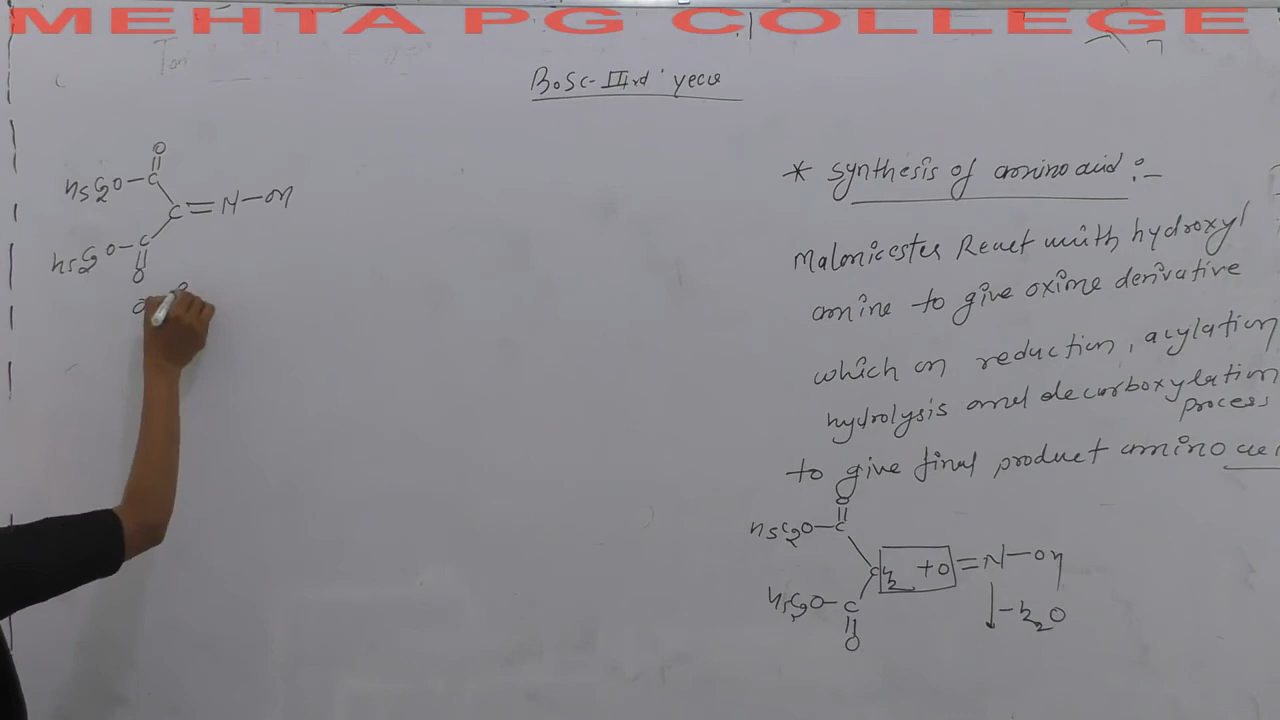 MEHTA PG COLLEGE
B.Sc-IIIrd year
* Synthesis of amino acid :-
Malonicester React with hydroxyl
amine to give oxime derivative
which on reduction, acylation
hydrolysis and decarboxylation
process
to give final product amino aci
O
H5C2O-C
C=N-OH
H5C2O-C
O
O
H5C2O-C
CH2 + O =N-OH
H5C2O-C
O
↓-H2O